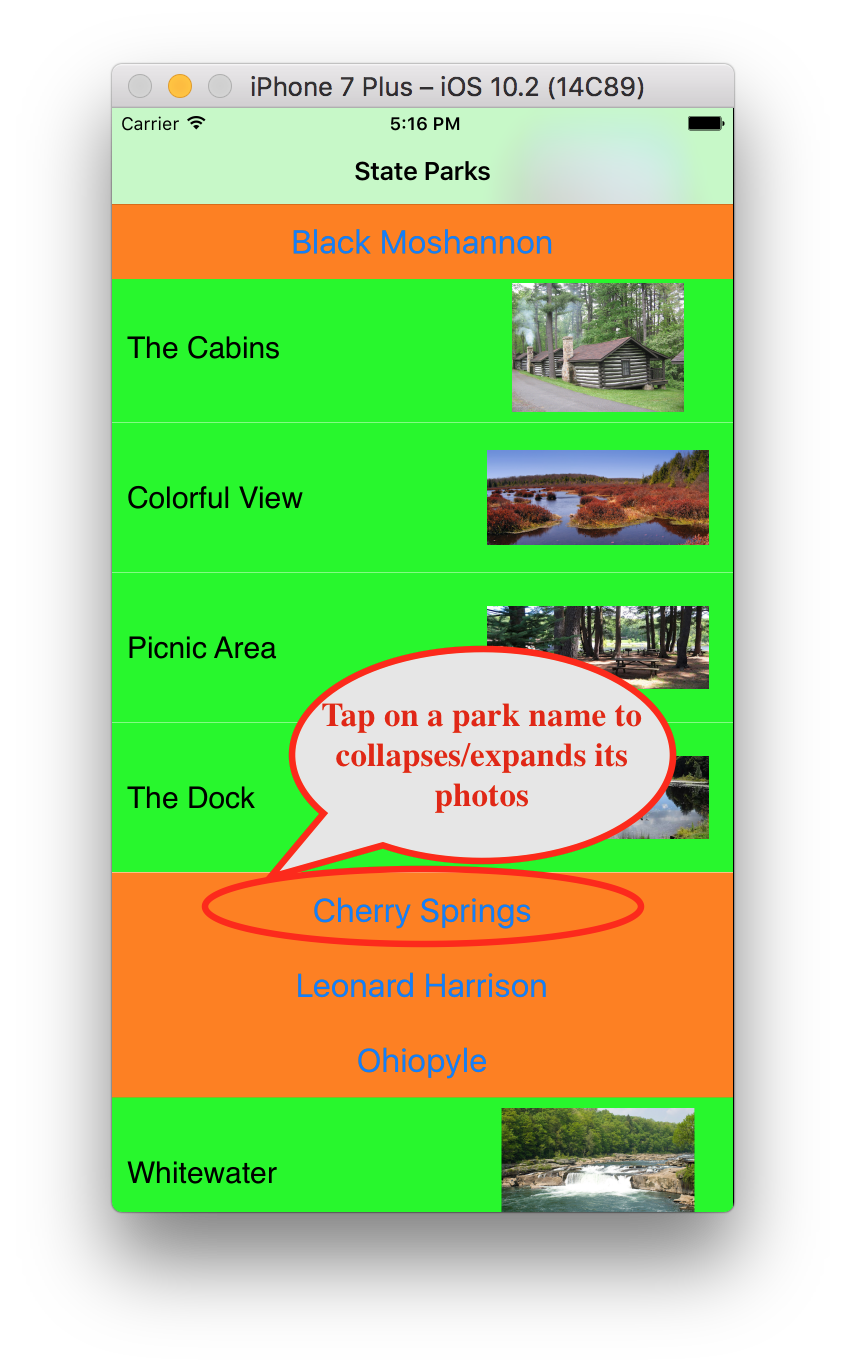 iPhone 7 Plus – iOS 10.2 (14C89)
Carrier 5:16 PM
State Parks
Black Moshannon
The Cabins
Colorful View
Picnic Area
Tap on a park name to
collapses/expands its
photos
The Dock
Cherry Springs
Leonard Harrison
Ohiopyle
Whitewater